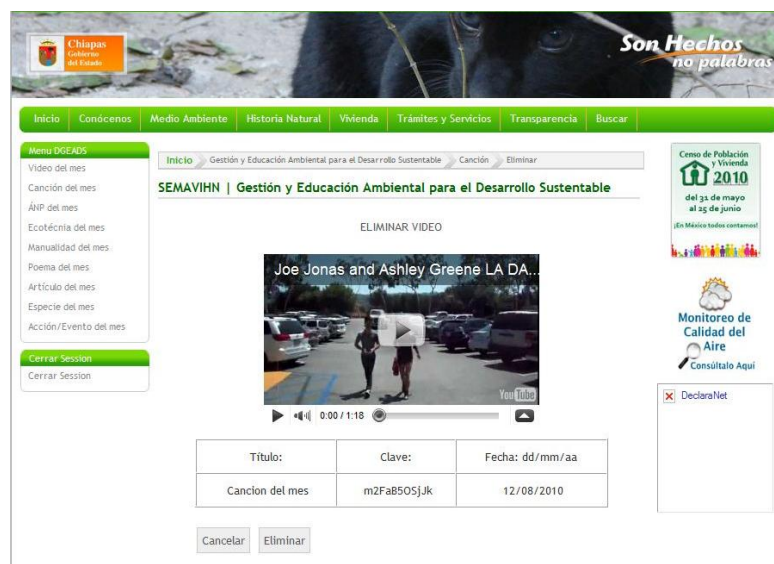 Chiapas
Gobierno
del Estado
Son Hechos
no palabras
Inicio Conócenos Medio Ambiente Historia Natural Vivienda Trámites y Servicios Transparencia Buscar
Menu DGEADS
Video del mes
Canción del mes
ÁNP del mes
Ecotécnia del mes
Manualidad del mes
Poema del mes
Artículo del mes
Especie del mes
Acción/Evento del mes
Cerrar Session
Cerrar Session
Inicio Gestión y Educación Ambiental para el Desarrollo Sustentable Canción Eliminar
SEMAVIHN | Gestión y Educación Ambiental para el Desarrollo Sustentable
ELIMINAR VIDEO
Joe Jonas and Ashley Greene LA DA...
YouTube
0:00 / 1:18
Título: Clave: Fecha: dd/mm/aa
Cancion del mes m2FaB5OSjJk 12/08/2010
Cancelar Eliminar
Censo de Población
y Vivienda
2010
del 31 de mayo
al 25 de junio
¡En México todos contamos!
Monitoreo de
Calidad del
Aire
Consúltalo Aquí
DeclaraNet